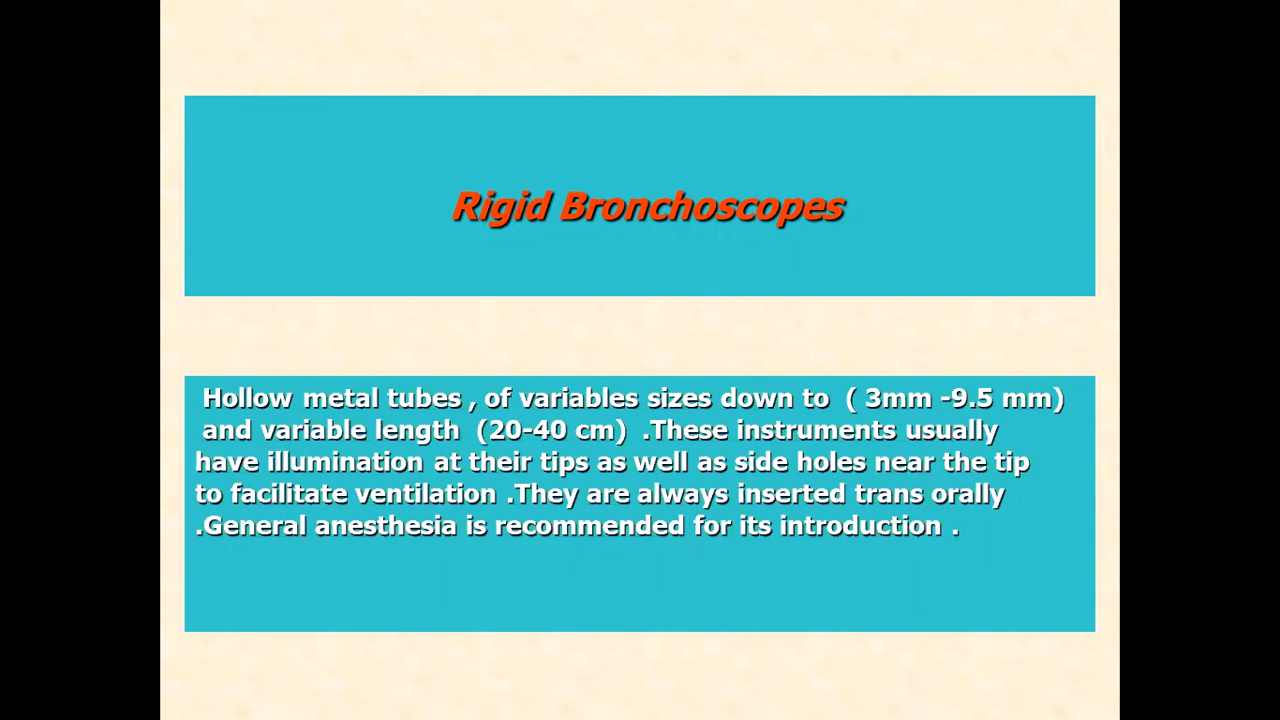 Rigid Bronchoscopes
Hollow metal tubes , of variables sizes down to ( 3mm -9.5 mm)
and variable length (20-40 cm) .These instruments usually
have illumination at their tips as well as side holes near the tip
to facilitate ventilation .They are always inserted trans orally
.General anesthesia is recommended for its introduction .